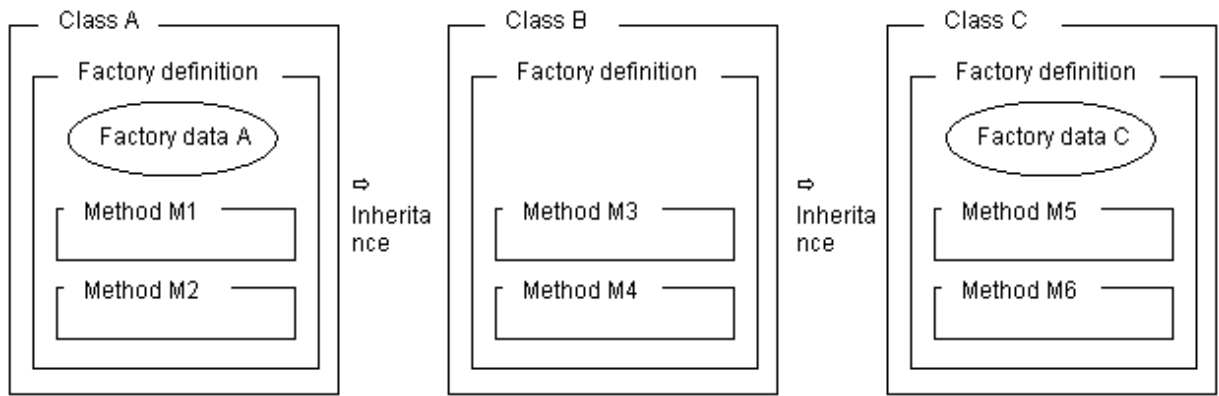 Class A
Class B
Class C
Factory definition
Factory definition
Factory definition
Factory data A
Factory data C
⇨
Inherita
nce
⇨
Inherita
nce
Method M1
Method M3
Method M5
Method M2
Method M4
Method M6